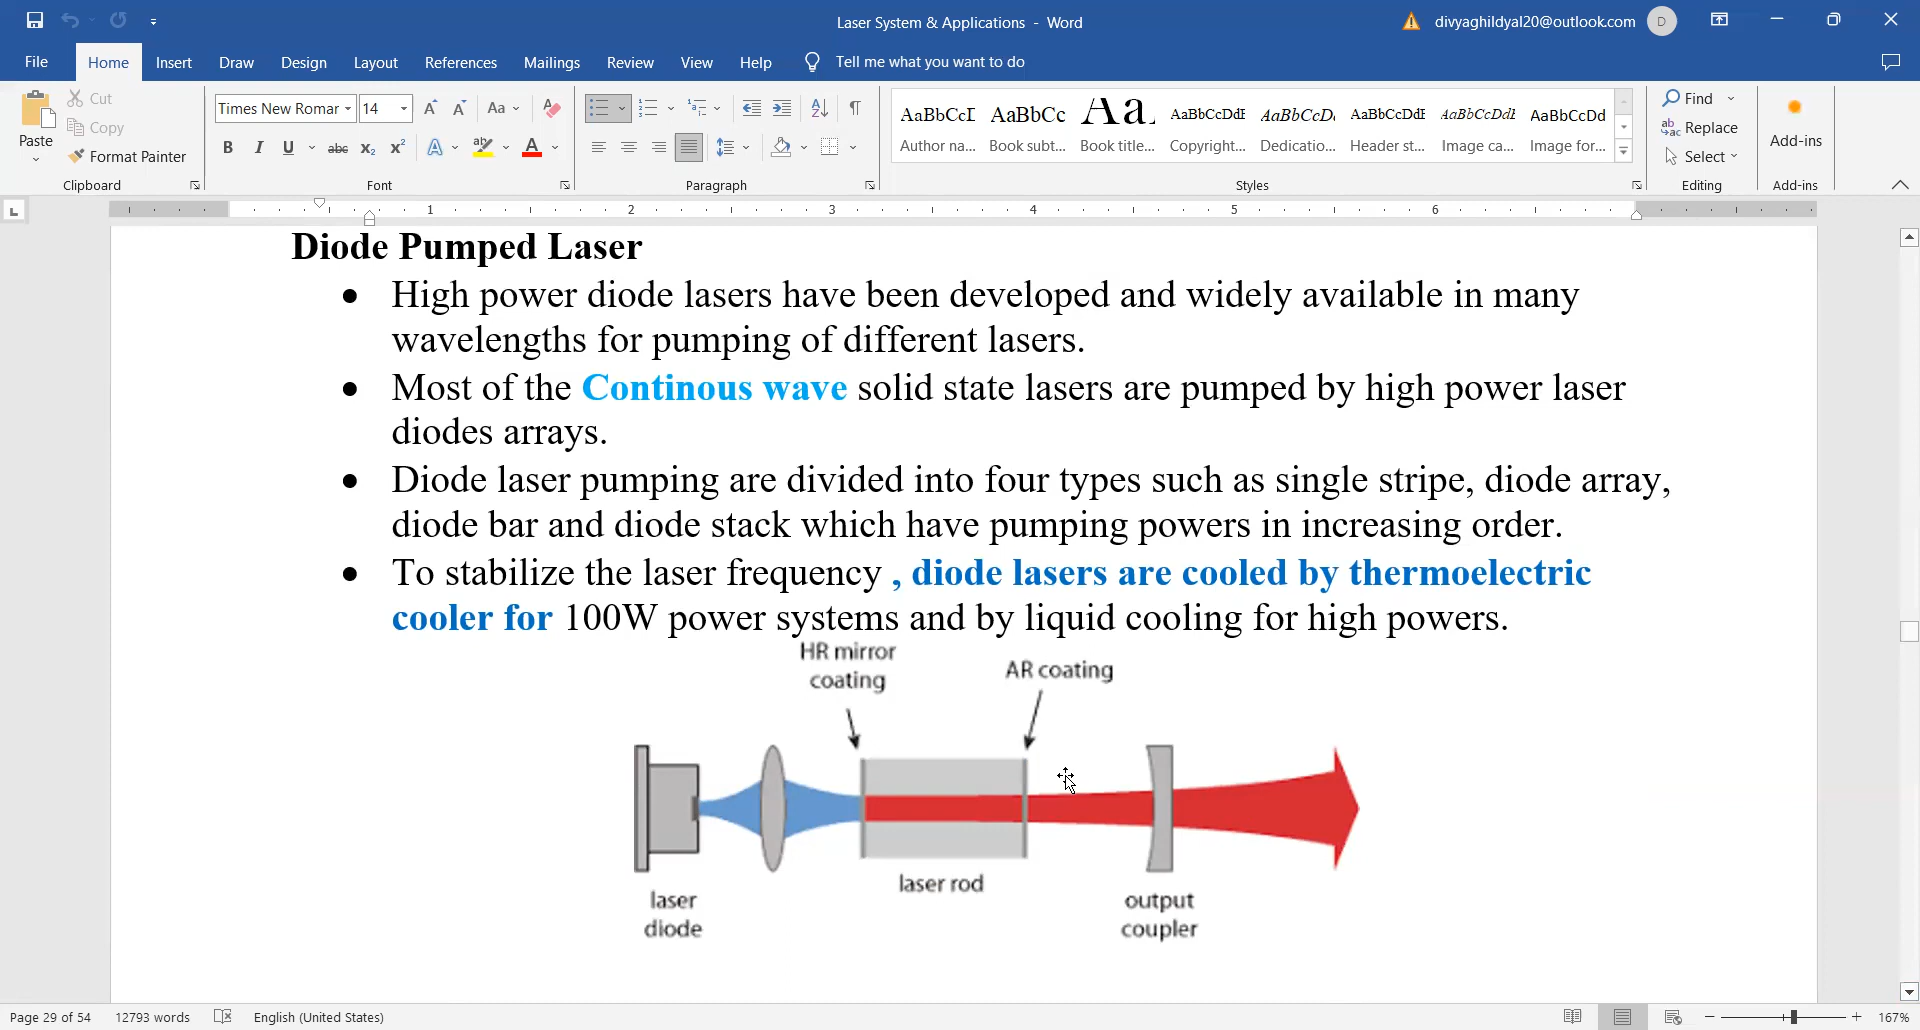 Laser System & Applications - Word
divyaghildyal20@outlook.com
D
File Home Insert Draw Design Layout References Mailings Review View Help Tell me what you want to do
Paste
Cut
Copy
Format Painter
Clipboard
Times New Roman 14
Font
Paragraph
AaBbCcI AaBbCc Aa. AaBbCcDdE AaBbCcD AaBbCcDdE AaBbCcDdI AaBbCcDd
Author na... Book subt... Book title... Copyright... Dedicatio... Header st... Image ca... Image for...
Styles
Find
Replace
Select
Editing
Add-ins
Add-ins
1 2 3 4 5 6
Diode Pumped Laser
• High power diode lasers have been developed and widely available in many
wavelengths for pumping of different lasers.
• Most of the Continous wave solid state lasers are pumped by high power laser
diodes arrays.
• Diode laser pumping are divided into four types such as single stripe, diode array,
diode bar and diode stack which have pumping powers in increasing order.
• To stabilize the laser frequency , diode lasers are cooled by thermoelectric
cooler for 100W power systems and by liquid cooling for high powers.
HR mirror
coating
AR coating
laser rod
laser
diode
output
coupler
Page 29 of 54 12793 words English (United States) 167%